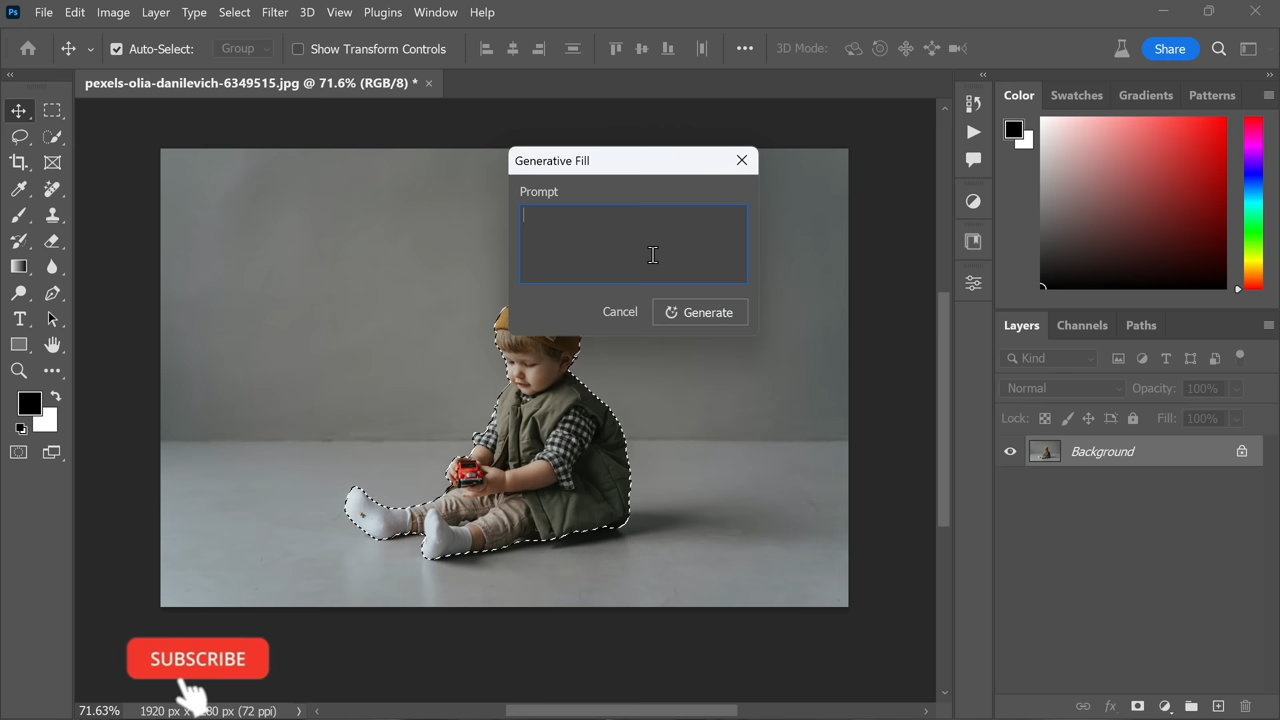 Ps File Edit Image Layer Type Select Filter 3D View Plugins Window Help
Auto-Select: Group Show Transform Controls 3D Mode: Share
pexels-olia-danilevich-6349515.jpg @ 71.6% (RGB/8) *
Color Swatches Gradients Patterns
Generative Fill
Prompt
Cancel Generate
Layers Channels Paths
Kind
Normal Opacity: 100%
Lock: Fill: 100%
Background
SUBSCRIBE
71.63% 1920 px px (72 ppi)
fx